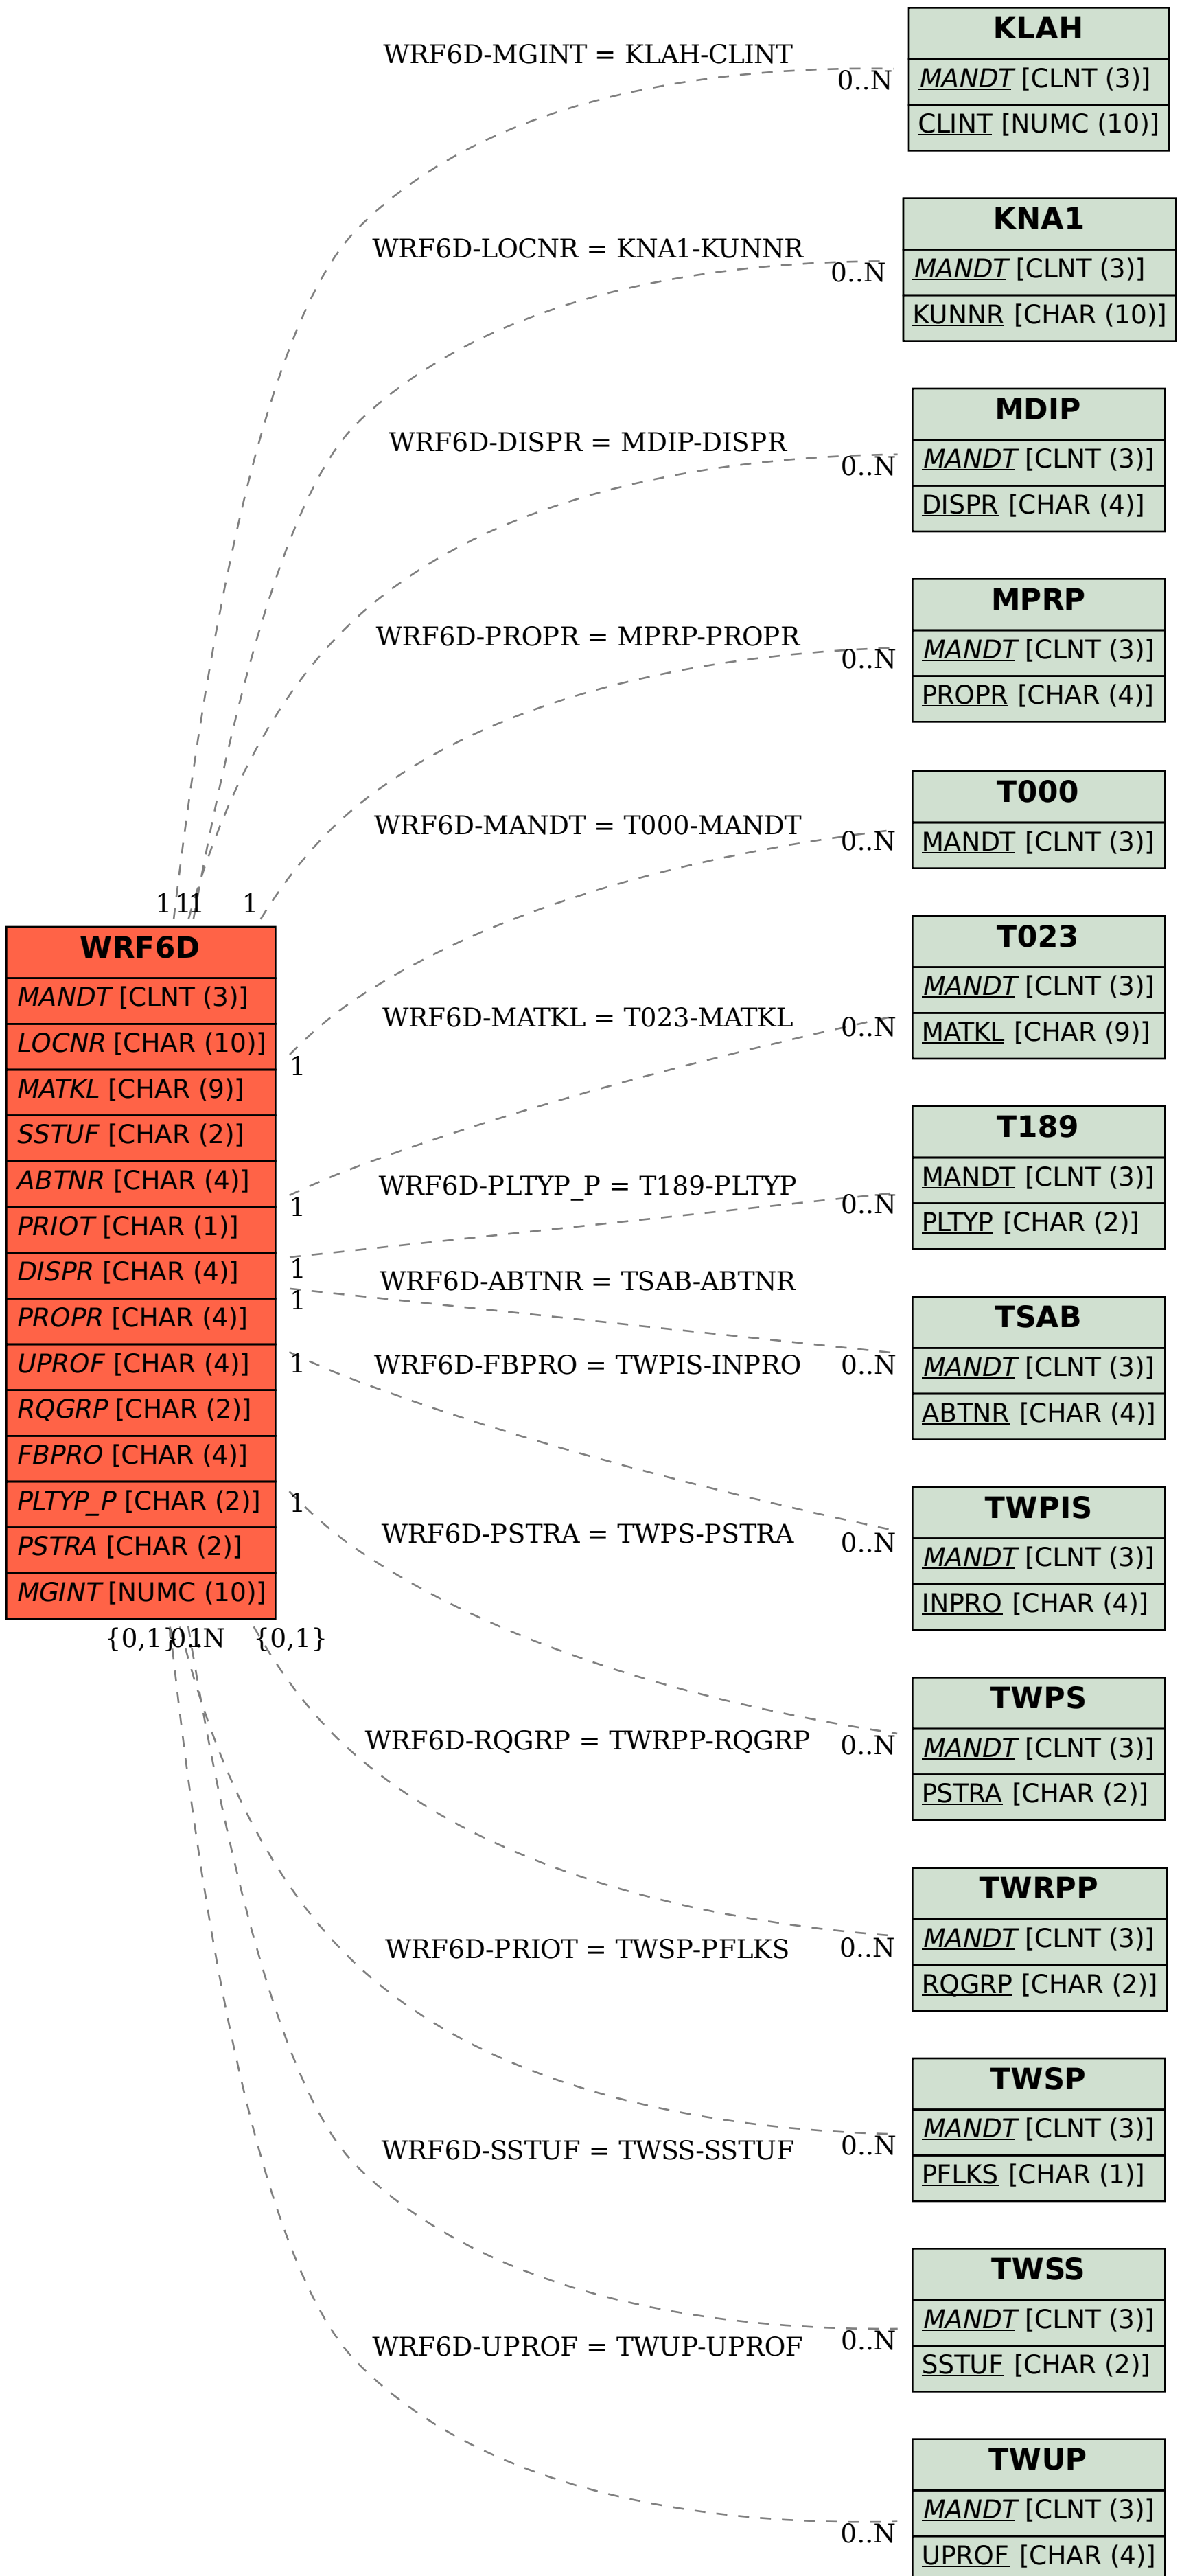 KLAH
WRF6D-MGINT = KLAH-CLINT
0..N
MANDT [CLNT (3)]
CLINT [NUMC (10)]
KNA1
WRF6D-LOCNR = KNA1-KUNNR
0..N
MANDT [CLNT (3)]
KUNNR [CHAR (10)]
MDIP
WRF6D-DISPR = MDIP-DISPR
0..N
MANDT [CLNT (3)]
DISPR [CHAR (4)]
MPRP
WRF6D-PROPR = MPRP-PROPR
0..N
MANDT [CLNT (3)]
PROPR [CHAR (4)]
T000
WRF6D-MANDT = T000-MANDT
0..N
MANDT [CLNT (3)]
1
1
1
1
WRF6D
MANDT [CLNT (3)]
LOCNR [CHAR (10)]
MATKL [CHAR (9)]
SSTUF [CHAR (2)]
ABTNR [CHAR (4)]
PRIOT [CHAR (1)]
DISPR [CHAR (4)]
PROPR [CHAR (4)]
UPROF [CHAR (4)]
RQGRP [CHAR (2)]
FBPRO [CHAR (4)]
PLTYP_P [CHAR (2)]
PSTRA [CHAR (2)]
MGINT [NUMC (10)]
1
1
1
1
1
1
T023
WRF6D-MATKL = T023-MATKL
0..N
MANDT [CLNT (3)]
MATKL [CHAR (9)]
T189
WRF6D-PLTYP_P = T189-PLTYP
0..N
MANDT [CLNT (3)]
PLTYP [CHAR (2)]
WRF6D-ABTNR = TSAB-ABTNR
TSAB
0..N
MANDT [CLNT (3)]
ABTNR [CHAR (4)]
WRF6D-FBPRO = TWPIS-INPRO
TWPIS
0..N
MANDT [CLNT (3)]
INPRO [CHAR (4)]
WRF6D-PSTRA = TWPS-PSTRA
{0,1}
0..N
{0,1}
TWPS
0..N
MANDT [CLNT (3)]
PSTRA [CHAR (2)]
WRF6D-RQGRP = TWRPP-RQGRP
TWRPP
0..N
MANDT [CLNT (3)]
RQGRP [CHAR (2)]
WRF6D-PRIOT = TWSP-PFLKS
TWSP
0..N
MANDT [CLNT (3)]
PFLKS [CHAR (1)]
WRF6D-SSTUF = TWSS-SSTUF
TWSS
0..N
MANDT [CLNT (3)]
SSTUF [CHAR (2)]
WRF6D-UPROF = TWUP-UPROF
TWUP
0..N
MANDT [CLNT (3)]
UPROF [CHAR (4)]